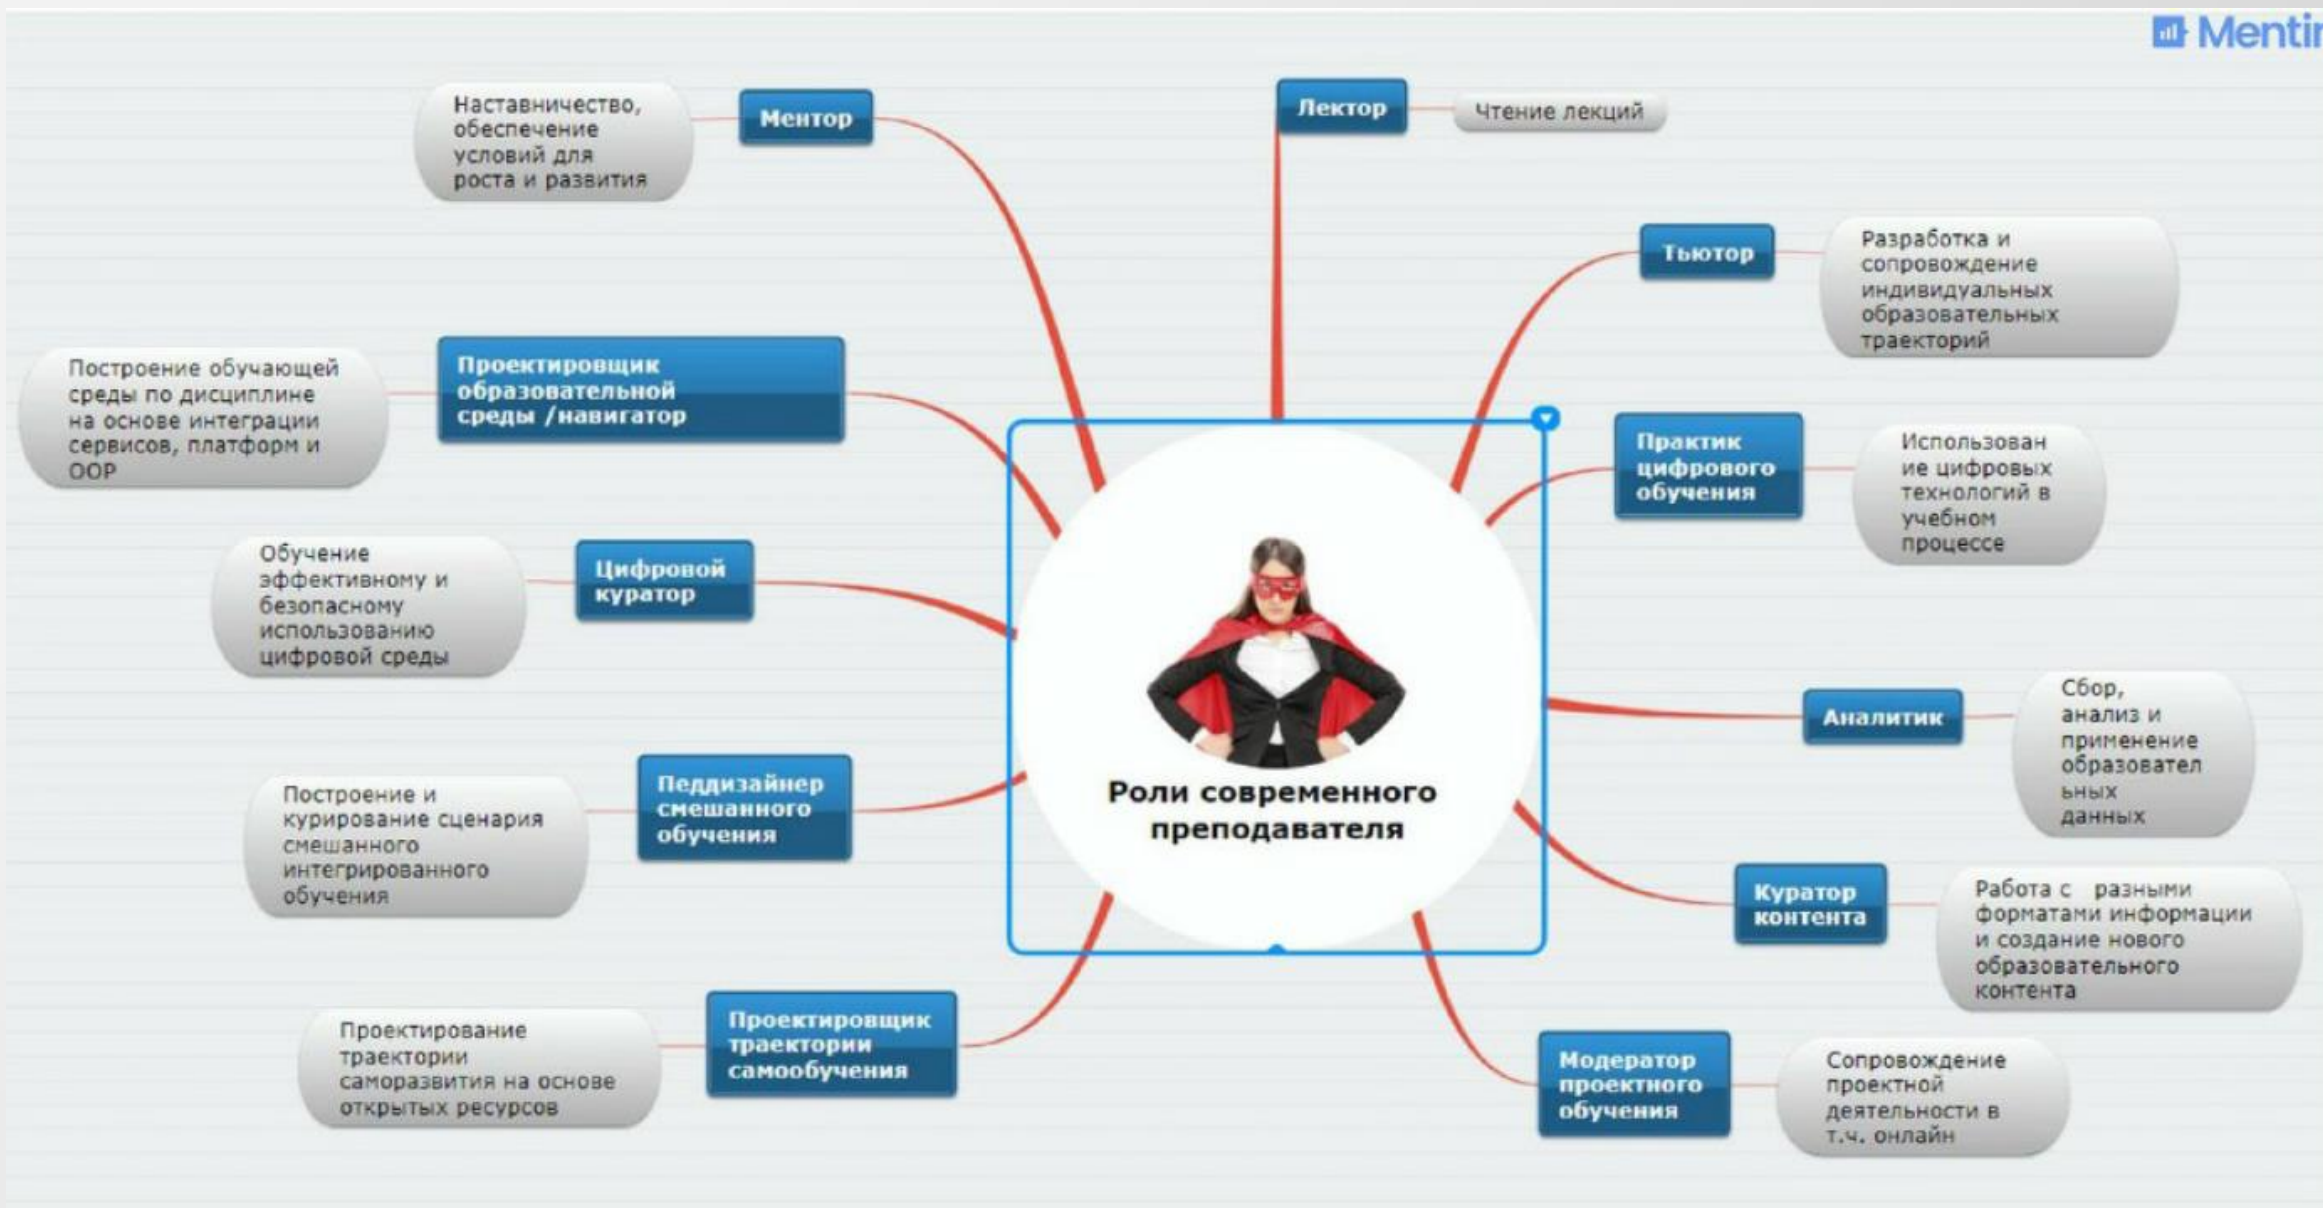 Mentir
Ментор
Наставничество,
обеспечение
условий для
роста и развития
Лектор
Чтение лекций
Тьютор
Разработка и
сопровождение
индивидуальных
образовательных
траекторий
Проектировщик
образовательной
среды /навигатор
Построение обучающей
среды по дисциплине
на основе интеграции
сервисов, платформ и
ООР
Практик
цифрового
обучения
Использован
ие цифровых
технологий в
учебном
процессе
Цифровой
куратор
Обучение
эффективному и
безопасному
использованию
цифровой среды
Роли современного
преподавателя
Аналитик
Сбор,
анализ и
применение
образовател
ьных
данных
Педдизайнер
смешанного
обучения
Построение и
курирование сценария
смешанного
интегрированного
обучения
Куратор
контента
Работа с   разными
форматами информации
и создание нового
образовательного
контента
Проектировщик
траектории
самообучения
Проектирование
траектории
саморазвития на основе
открытых ресурсов
Модератор
проектного
обучения
Сопровождение
проектной
деятельности в
т.ч. онлайн